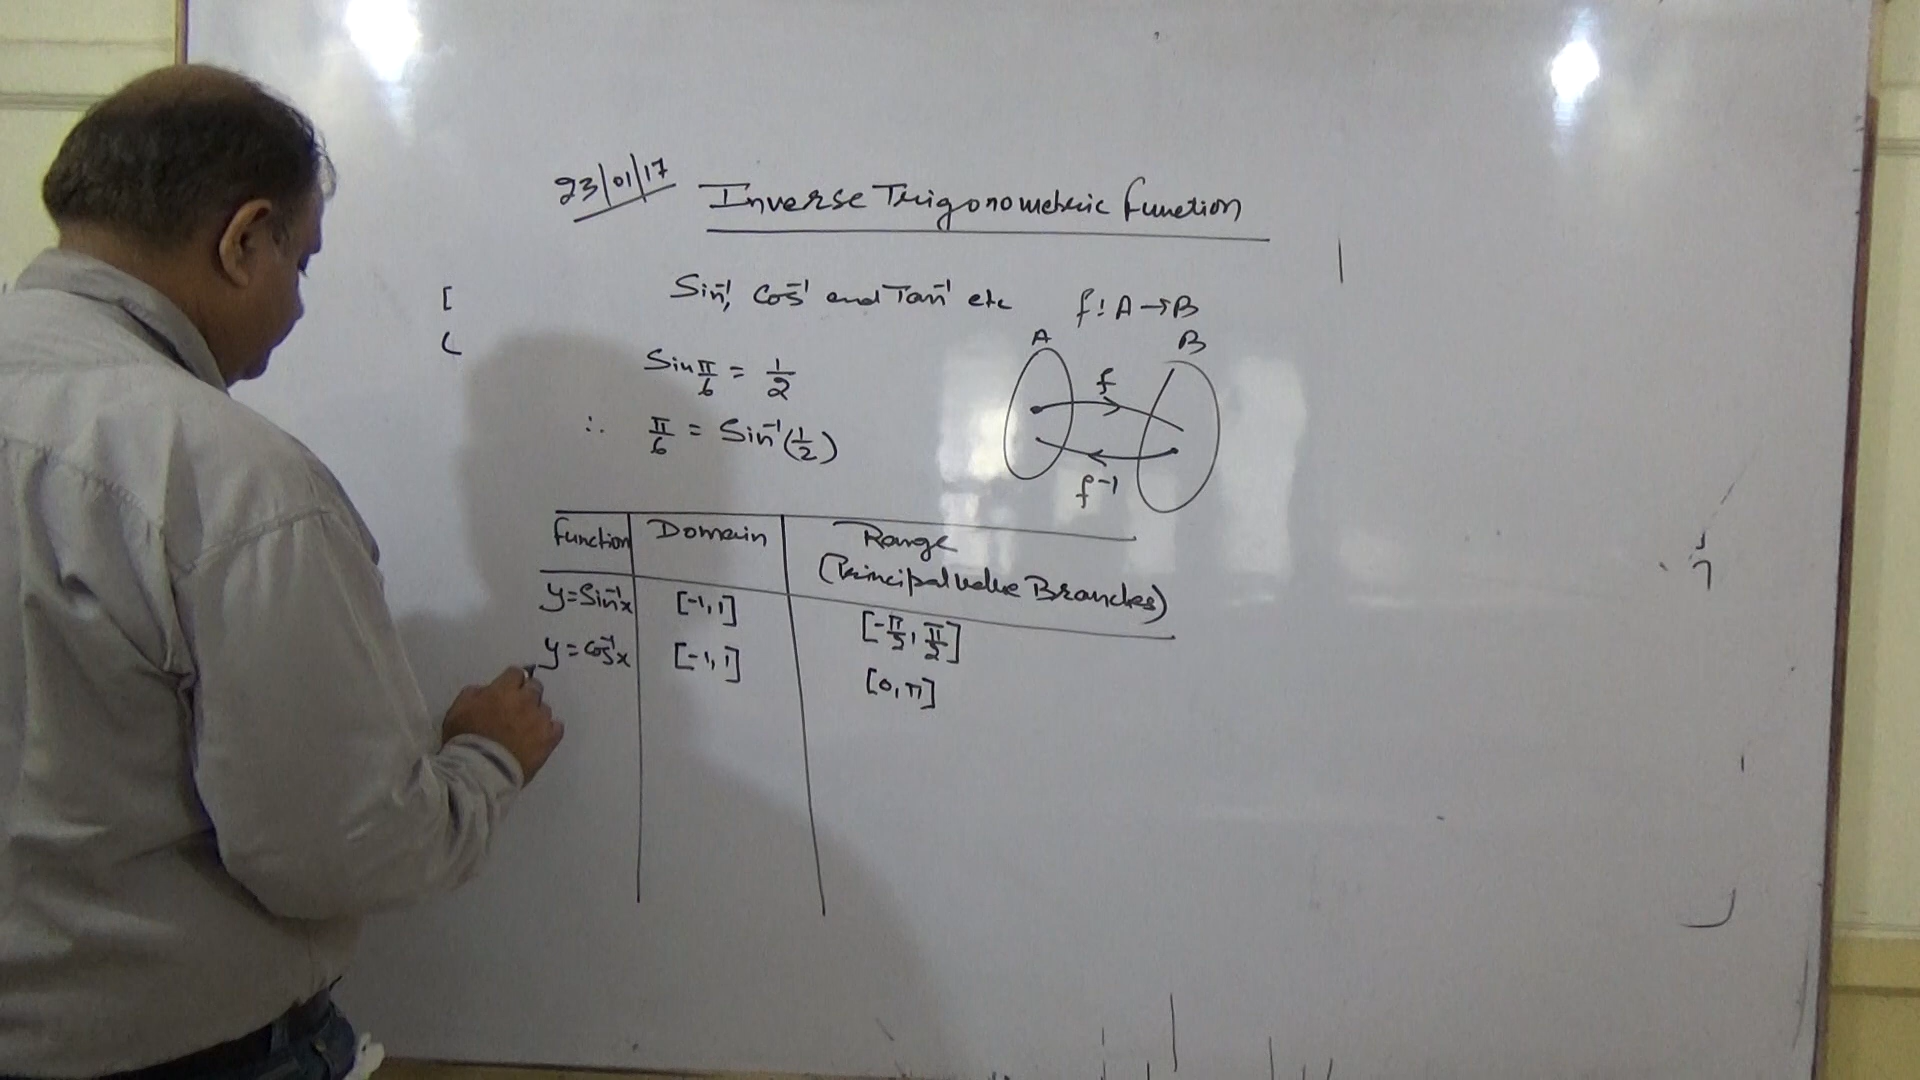 23/01/17 Inverse Trigonometric function
[ Sin⁻¹, Cos⁻¹ and Tan⁻¹ etc f: A → B
(
A B
Sin π/6 = 1/2
f
∴ π/6 = Sin⁻¹(1/2)
f⁻¹
function Domain Range
(Principal value Branches)
y = Sin⁻¹x [-1, 1] [-π/2, π/2]
y = Cos⁻¹x [-1, 1] [0, π]